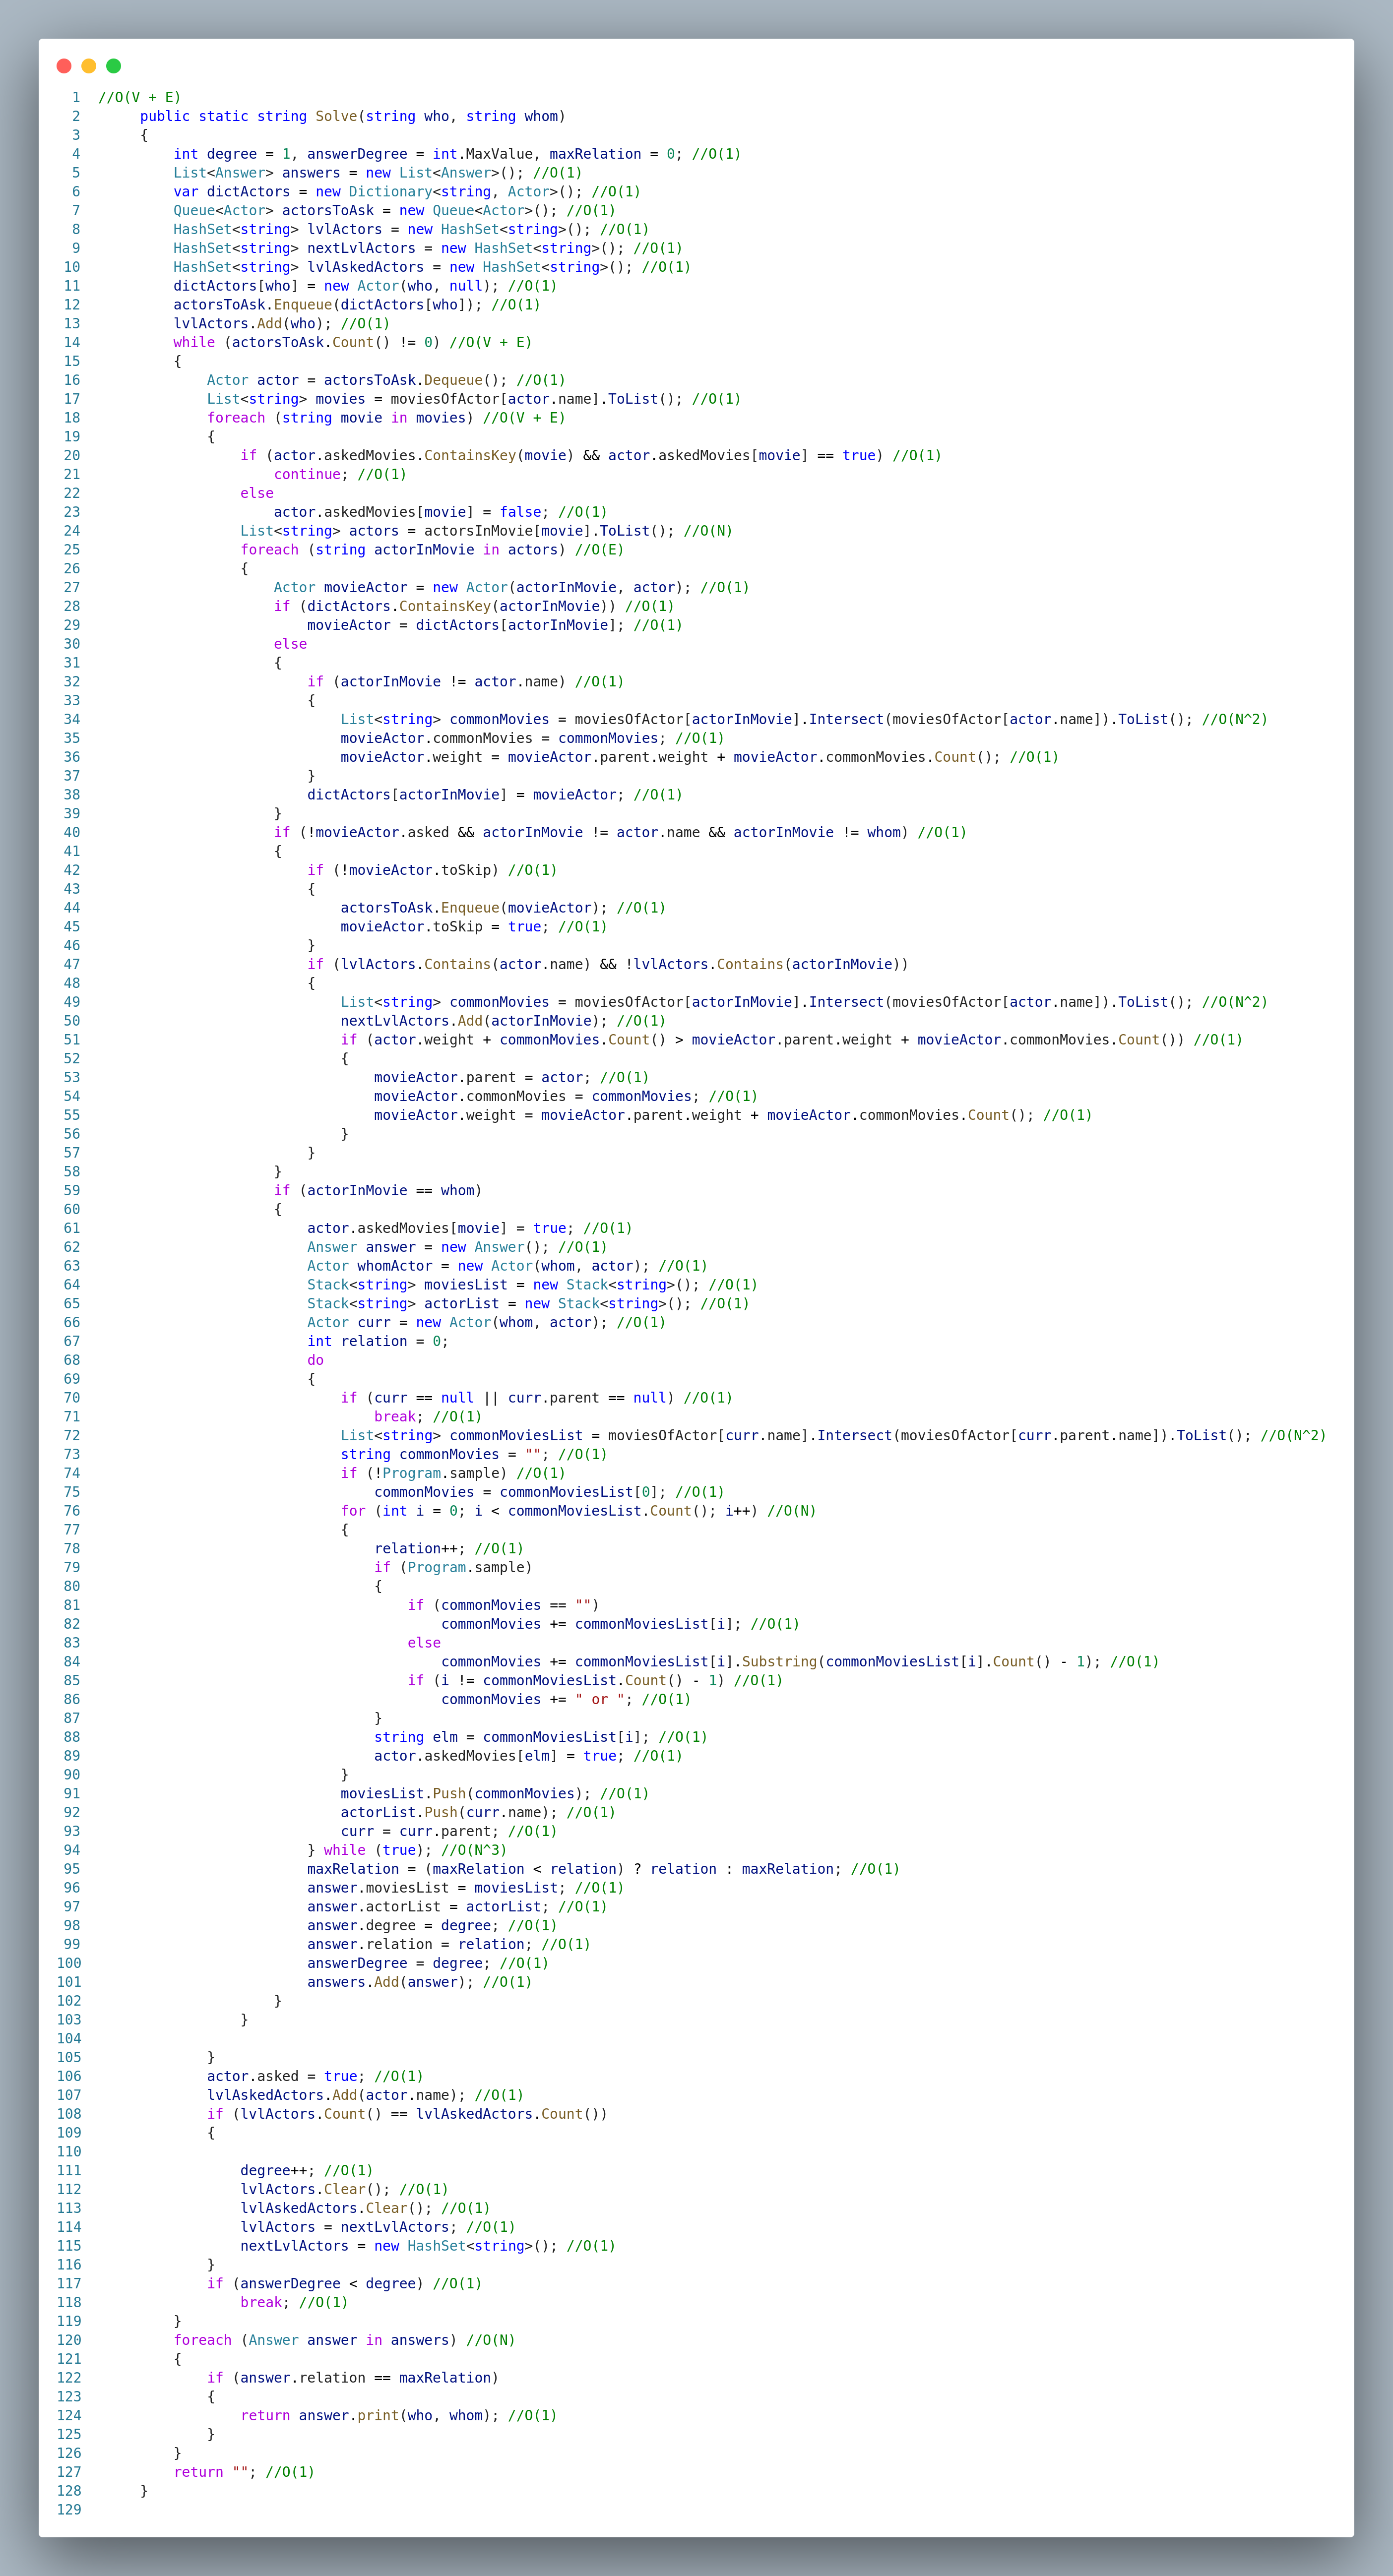 1 //O(V + E)
2      public static string Solve(string who, string whom)
3      {
4          int degree = 1, answerDegree = int.MaxValue, maxRelation = 0; //O(1)
5          List<Answer> answers = new List<Answer>(); //O(1)
6          var dictActors = new Dictionary<string, Actor>(); //O(1)
7          Queue<Actor> actorsToAsk = new Queue<Actor>(); //O(1)
8          HashSet<string> lvlActors = new HashSet<string>(); //O(1)
9          HashSet<string> nextLvlActors = new HashSet<string>(); //O(1)
10         HashSet<string> lvlAskedActors = new HashSet<string>(); //O(1)
11         dictActors[who] = new Actor(who, null); //O(1)
12         actorsToAsk.Enqueue(dictActors[who]); //O(1)
13         lvlActors.Add(who); //O(1)
14         while (actorsToAsk.Count() != 0) //O(V + E)
15         {
16             Actor actor = actorsToAsk.Dequeue(); //O(1)
17             List<string> movies = moviesOfActor[actor.name].ToList(); //O(1)
18             foreach (string movie in movies) //O(V + E)
19             {
20                 if (actor.askedMovies.ContainsKey(movie) && actor.askedMovies[movie] == true) //O(1)
21                     continue; //O(1)
22                 else
23                     actor.askedMovies[movie] = false; //O(1)
24                 List<string> actors = actorsInMovie[movie].ToList(); //O(N)
25                 foreach (string actorInMovie in actors) //O(E)
26                 {
27                     Actor movieActor = new Actor(actorInMovie, actor); //O(1)
28                     if (dictActors.ContainsKey(actorInMovie)) //O(1)
29                         movieActor = dictActors[actorInMovie]; //O(1)
30                     else
31                     {
32                         if (actorInMovie != actor.name) //O(1)
33                         {
34                             List<string> commonMovies = moviesOfActor[actorInMovie].Intersect(moviesOfActor[actor.name]).ToList(); //O(N^2)
35                             movieActor.commonMovies = commonMovies; //O(1)
36                             movieActor.weight = movieActor.parent.weight + movieActor.commonMovies.Count(); //O(1)
37                         }
38                         dictActors[actorInMovie] = movieActor; //O(1)
39                     }
40                     if (!movieActor.asked && actorInMovie != actor.name && actorInMovie != whom) //O(1)
41                     {
42                         if (!movieActor.toSkip) //O(1)
43                         {
44                             actorsToAsk.Enqueue(movieActor); //O(1)
45                             movieActor.toSkip = true; //O(1)
46                         }
47                         if (lvlActors.Contains(actor.name) && !lvlActors.Contains(actorInMovie))
48                         {
49                             List<string> commonMovies = moviesOfActor[actorInMovie].Intersect(moviesOfActor[actor.name]).ToList(); //O(N^2)
50                             nextLvlActors.Add(actorInMovie); //O(1)
51                             if (actor.weight + commonMovies.Count() > movieActor.parent.weight + movieActor.commonMovies.Count()) //O(1)
52                             {
53                                 movieActor.parent = actor; //O(1)
54                                 movieActor.commonMovies = commonMovies; //O(1)
55                                 movieActor.weight = movieActor.parent.weight + movieActor.commonMovies.Count(); //O(1)
56                             }
57                         }
58                     }
59                     if (actorInMovie == whom)
60                     {
61                         actor.askedMovies[movie] = true; //O(1)
62                         Answer answer = new Answer(); //O(1)
63                         Actor whomActor = new Actor(whom, actor); //O(1)
64                         Stack<string> moviesList = new Stack<string>(); //O(1)
65                         Stack<string> actorList = new Stack<string>(); //O(1)
66                         Actor curr = new Actor(whom, actor); //O(1)
67                         int relation = 0;
68                         do
69                         {
70                             if (curr == null || curr.parent == null) //O(1)
71                                 break; //O(1)
72                             List<string> commonMoviesList = moviesOfActor[curr.name].Intersect(moviesOfActor[curr.parent.name]).ToList(); //O(N^2)
73                             string commonMovies = ""; //O(1)
74                             if (!Program.sample) //O(1)
75                                 commonMovies = commonMoviesList[0]; //O(1)
76                             for (int i = 0; i < commonMoviesList.Count(); i++) //O(N)
77                             {
78                                 relation++; //O(1)
79                                 if (Program.sample)
80                                 {
81                                     if (commonMovies == "")
82                                         commonMovies += commonMoviesList[i]; //O(1)
83                                     else
84                                         commonMovies += commonMoviesList[i].Substring(commonMoviesList[i].Count() - 1); //O(1)
85                                     if (i != commonMoviesList.Count() - 1) //O(1)
86                                         commonMovies += " or "; //O(1)
87                                 }
88                                 string elm = commonMoviesList[i]; //O(1)
89                                 actor.askedMovies[elm] = true; //O(1)
90                             }
91                             moviesList.Push(commonMovies); //O(1)
92                             actorList.Push(curr.name); //O(1)
93                             curr = curr.parent; //O(1)
94                         } while (true); //O(N^3)
95                         maxRelation = (maxRelation < relation) ? relation : maxRelation; //O(1)
96                         answer.moviesList = moviesList; //O(1)
97                         answer.actorList = actorList; //O(1)
98                         answer.degree = degree; //O(1)
99                         answer.relation = relation; //O(1)
100                        answerDegree = degree; //O(1)
101                        answers.Add(answer); //O(1)
102                    }
103                }
104
105            }
106            actor.asked = true; //O(1)
107            lvlAskedActors.Add(actor.name); //O(1)
108            if (lvlActors.Count() == lvlAskedActors.Count())
109            {
110
111                degree++; //O(1)
112                lvlActors.Clear(); //O(1)
113                lvlAskedActors.Clear(); //O(1)
114                lvlActors = nextLvlActors; //O(1)
115                nextLvlActors = new HashSet<string>(); //O(1)
116            }
117            if (answerDegree < degree) //O(1)
118                break; //O(1)
119        }
120        foreach (Answer answer in answers) //O(N)
121        {
122            if (answer.relation == maxRelation)
123            {
124                return answer.print(who, whom); //O(1)
125            }
126        }
127        return ""; //O(1)
128    }
129